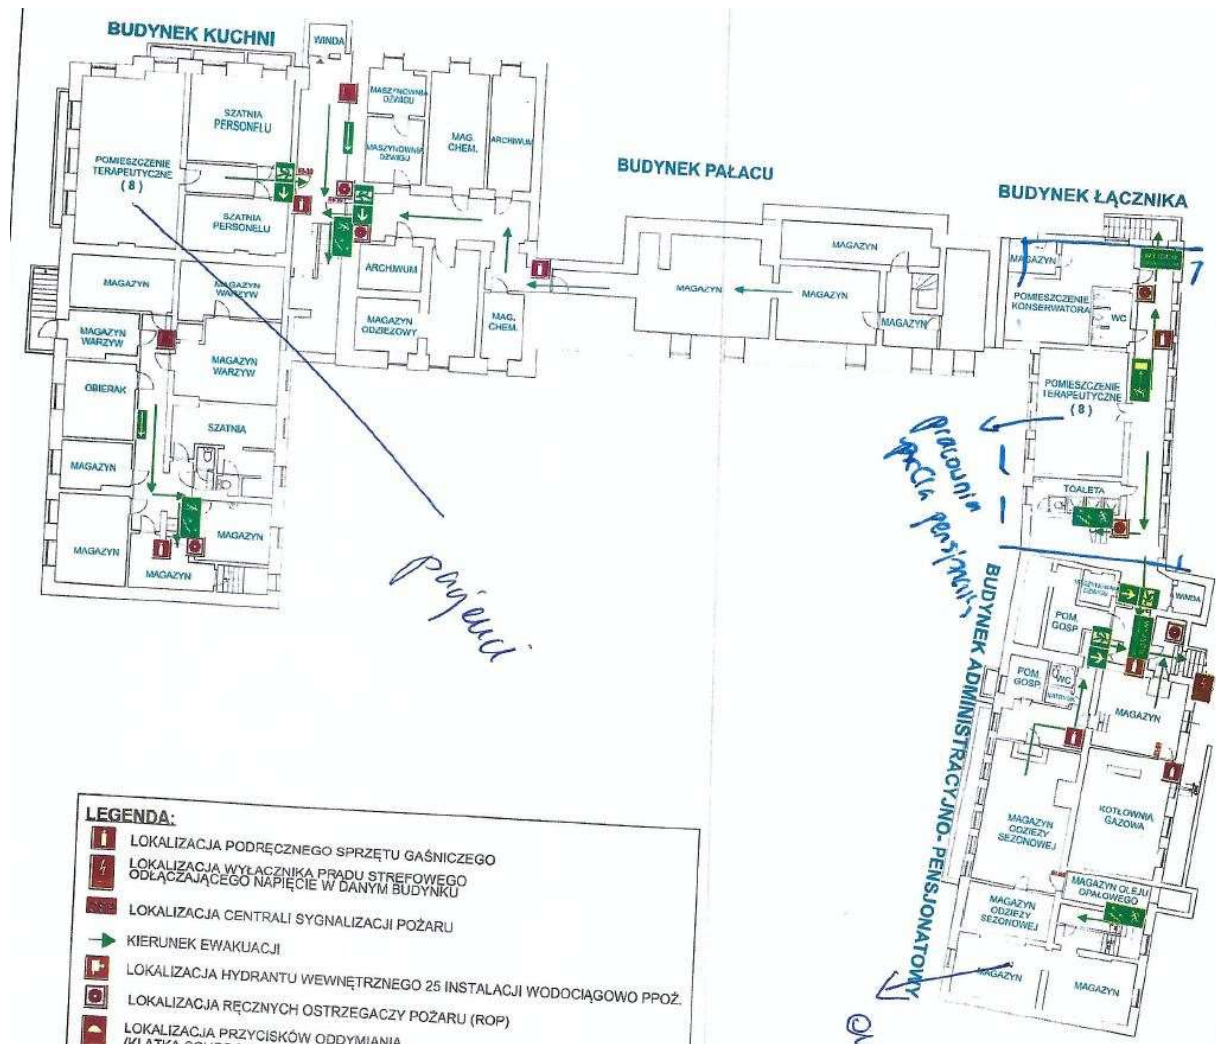 BUDYNEK KUCHNI
WINDA
MASZYNOWNIA
DŹWIGU
MAG.
CHEM.
ARCHIWUM
SZATNIA
PERSONELU
MASZYNOWNIA
DŹWIGU
POMIESZCZENIE
TERAPEUTYCZNE
( 8 )
SZATNIA
PERSONELU
ARCHIWUM
MAGAZYN
MAGAZYN
WARZYW
MAGAZYN
ODZIEŻOWY
MAG.
CHEM.
MAGAZYN
WARZYW
MAGAZYN
WARZYW
OBIERAK
SZATNIA
MAGAZYN
MAGAZYN
MAGAZYN
MAGAZYN
pacjenci
BUDYNEK PAŁACU
MAGAZYN
MAGAZYN
MAGAZYN
MAGAZYN
BUDYNEK ŁĄCZNIKA
MAGAZYN
POMIESZCZENIE
KONSERWATORA
WC
POMIESZCZENIE
TERAPEUTYCZNE
( 8 )
pracownia
TOALETA
BUDYNEK ADMINISTRACYJNO- PENSJONATOWY
WINDA
POM.
GOSP
POM.
GOSP
WC
MAGAZYN
MAGAZYN
ODZIEŻY
SEZONOWEJ
KOTŁOWNIA
GAZOWA
MAGAZYN OLEJU
OPAŁOWEGO
MAGAZYN
ODZIEŻY
SEZONOWEJ
MAGAZYN
MAGAZYN
LEGENDA:
LOKALIZACJA PODRĘCZNEGO SPRZĘTU GAŚNICZEGO
LOKALIZACJA WYŁĄCZNIKA PRĄDU STREFOWEGO
ODŁĄCZAJĄCEGO NAPIĘCIE W DANYM BUDYNKU
LOKALIZACJA CENTRALI SYGNALIZACJI POŻARU
KIERUNEK EWAKUACJI
LOKALIZACJA HYDRANTU WEWNĘTRZNEGO 25 INSTALACJI WODOCIĄGOWO PPOŻ.
LOKALIZACJA RĘCZNYCH OSTRZEGACZY POŻARU (ROP)
LOKALIZACJA PRZYCISKÓW ODDYMIANIA